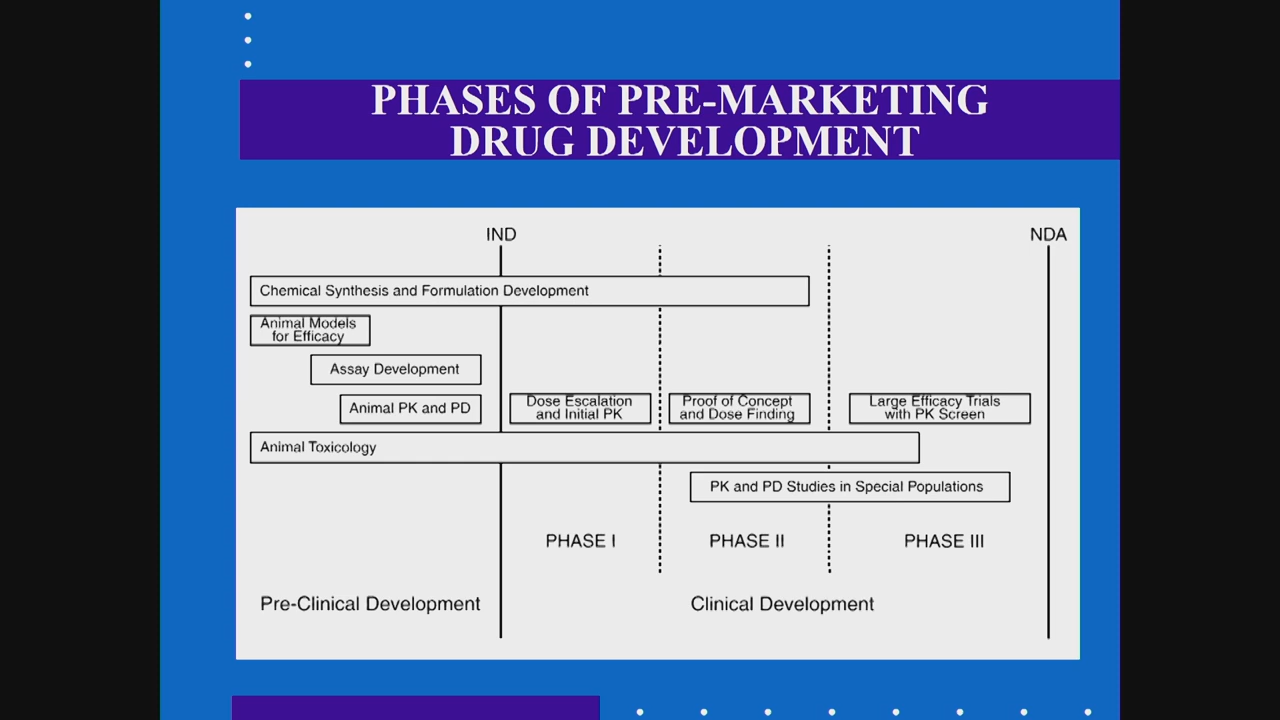 PHASES OF PRE-MARKETING
DRUG DEVELOPMENT
IND
NDA
Chemical Synthesis and Formulation Development
Animal Models
for Efficacy
Assay Development
Animal PK and PD
Dose Escalation
and Initial PK
Proof of Concept
and Dose Finding
Large Efficacy Trials
with PK Screen
Animal Toxicology
PK and PD Studies in Special Populations
PHASE I
PHASE II
PHASE III
Pre-Clinical Development
Clinical Development